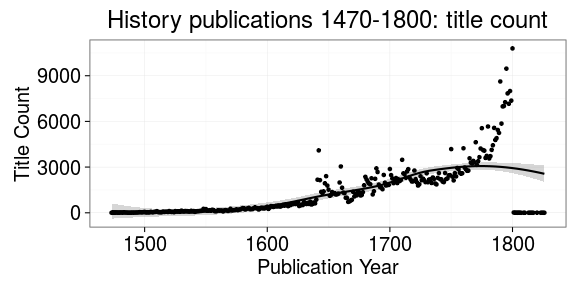 History publications 1470-1800: title count
Title Count
9000
6000
3000
0
1500 1600 1700 1800
Publication Year